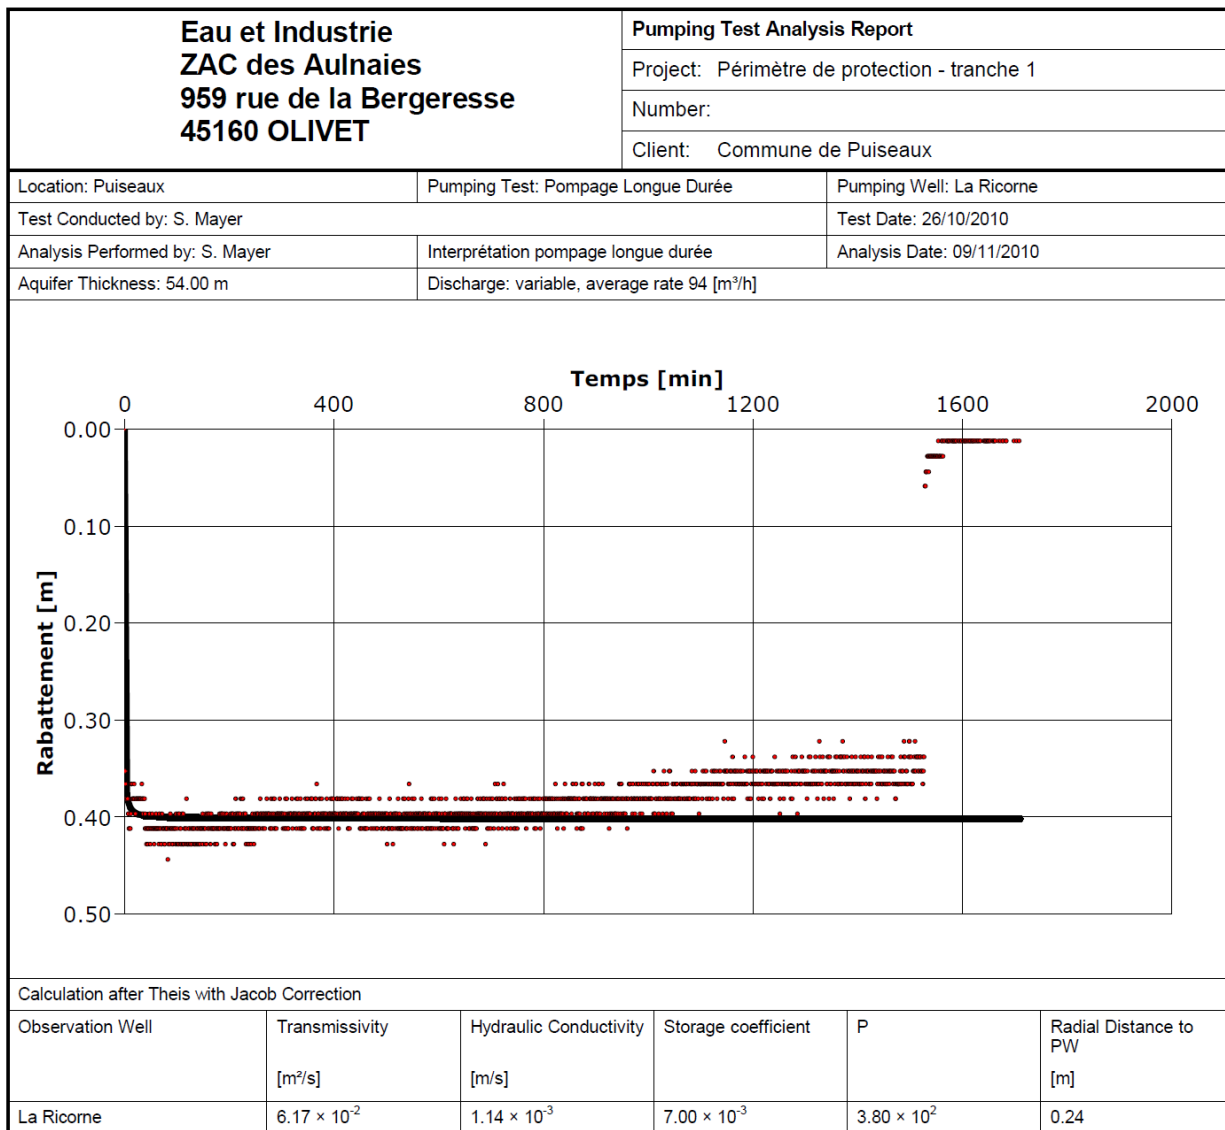 Eau et Industrie
ZAC des Aulnaies
959 rue de la Bergeresse
45160 OLIVET
Pumping Test Analysis Report
Project: Périmètre de protection - tranche 1
Number:
Client: Commune de Puiseaux
Location: Puiseaux
Pumping Test: Pompage Longue Durée
Pumping Well: La Ricorne
Test Conducted by: S. Mayer
Test Date: 26/10/2010
Analysis Performed by: S. Mayer
Interprétation pompage longue durée
Analysis Date: 09/11/2010
Aquifer Thickness: 54.00 m
Discharge: variable, average rate 94 [m³/h]
Temps [min]
0 400 800 1200 1600 2000
Rabattement [m]
0.00
0.10
0.20
0.30
0.40
0.50
Calculation after Theis with Jacob Correction
Observation Well
Transmissivity
[m²/s]
Hydraulic Conductivity
[m/s]
Storage coefficient
P
Radial Distance to
PW
[m]
La Ricorne
6.17 × 10⁻²
1.14 × 10⁻³
7.00 × 10⁻³
3.80 × 10²
0.24